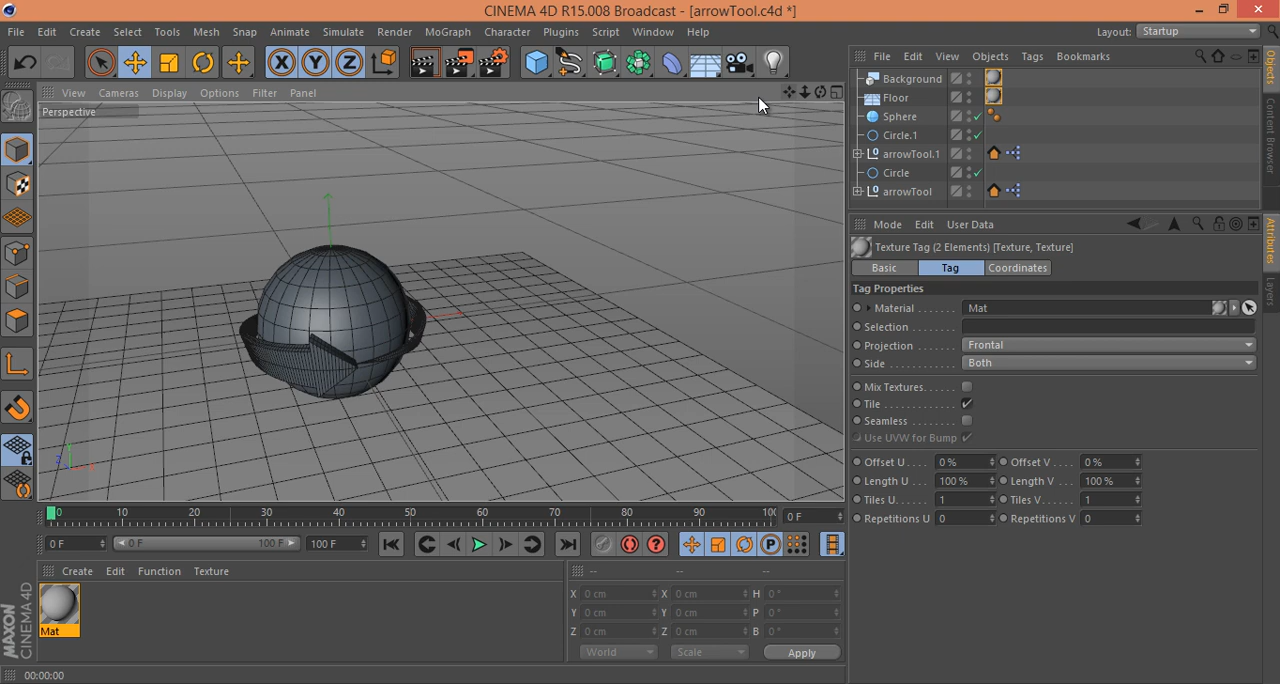 CINEMA 4D R15.008 Broadcast - [arrowTool.c4d *]
File Edit Create Select Tools Mesh Snap Animate Simulate Render MoGraph Character Plugins Script Window Help
Layout: Startup
File Edit View Objects Tags Bookmarks
View Cameras Display Options Filter Panel
Perspective
Background
Floor
Sphere
Circle.1
arrowTool.1
Circle
arrowTool
Objects
Content Browser
Mode Edit User Data
Texture Tag (2 Elements) [Texture, Texture]
Basic Tag Coordinates
Tag Properties
Material Mat
Selection
Projection Frontal
Side Both
Mix Textures
Tile
Seamless
Use UVW for Bump
Offset U 0 % Offset V 0 %
Length U 100 % Length V 100 %
Tiles U 1 Tiles V 1
Repetitions U 0 Repetitions V 0
Attributes
Layers
X Y Z
0 10 20 30 40 50 60 70 80 90 100 0 F
0 F 0 F 100 F 100 F
Create Edit Function Texture
Mat
-- -- --
X 0 cm X 0 cm H 0 °
Y 0 cm Y 0 cm P 0 °
Z 0 cm Z 0 cm B 0 °
World Scale Apply
MAXON
CINEMA 4D
00:00:00